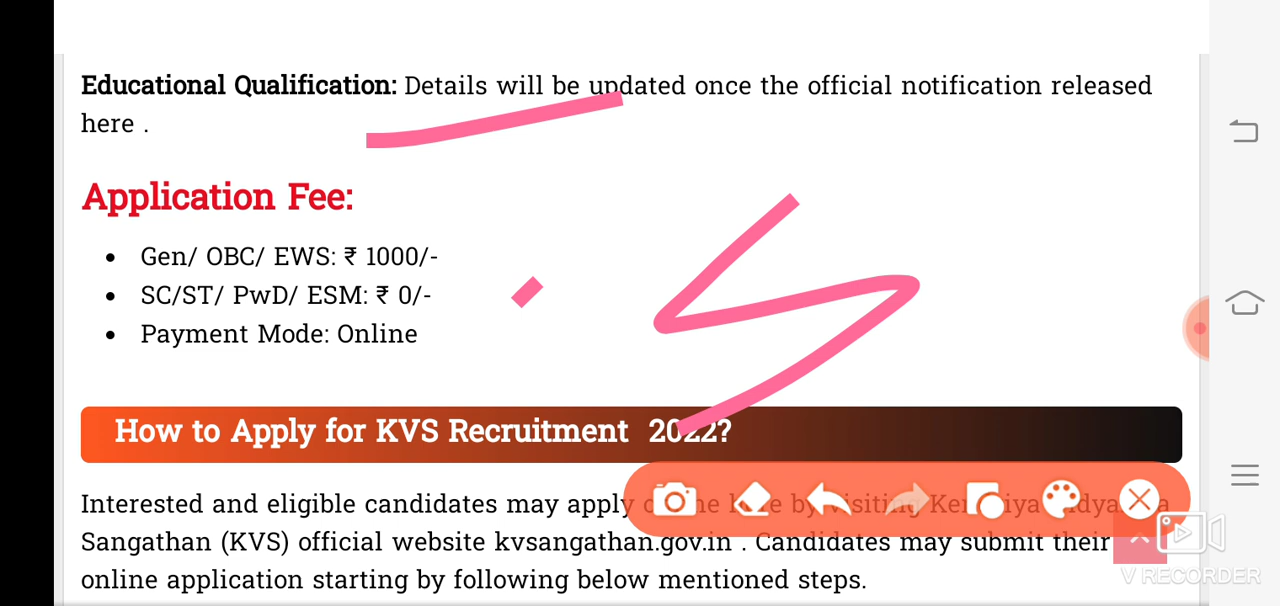 Educational Qualification: Details will be updated once the official notification released
here .
Application Fee:
• Gen/ OBC/ EWS: ₹ 1000/-
• SC/ST/ PwD/ ESM: ₹ 0/-
• Payment Mode: Online
How to Apply for KVS Recruitment 2022?
Interested and eligible candidates may apply by visiting
Sangathan (KVS) official website kvsangathan.gov.in . Candidates may submit their
online application starting by following below mentioned steps.
V RECORDER